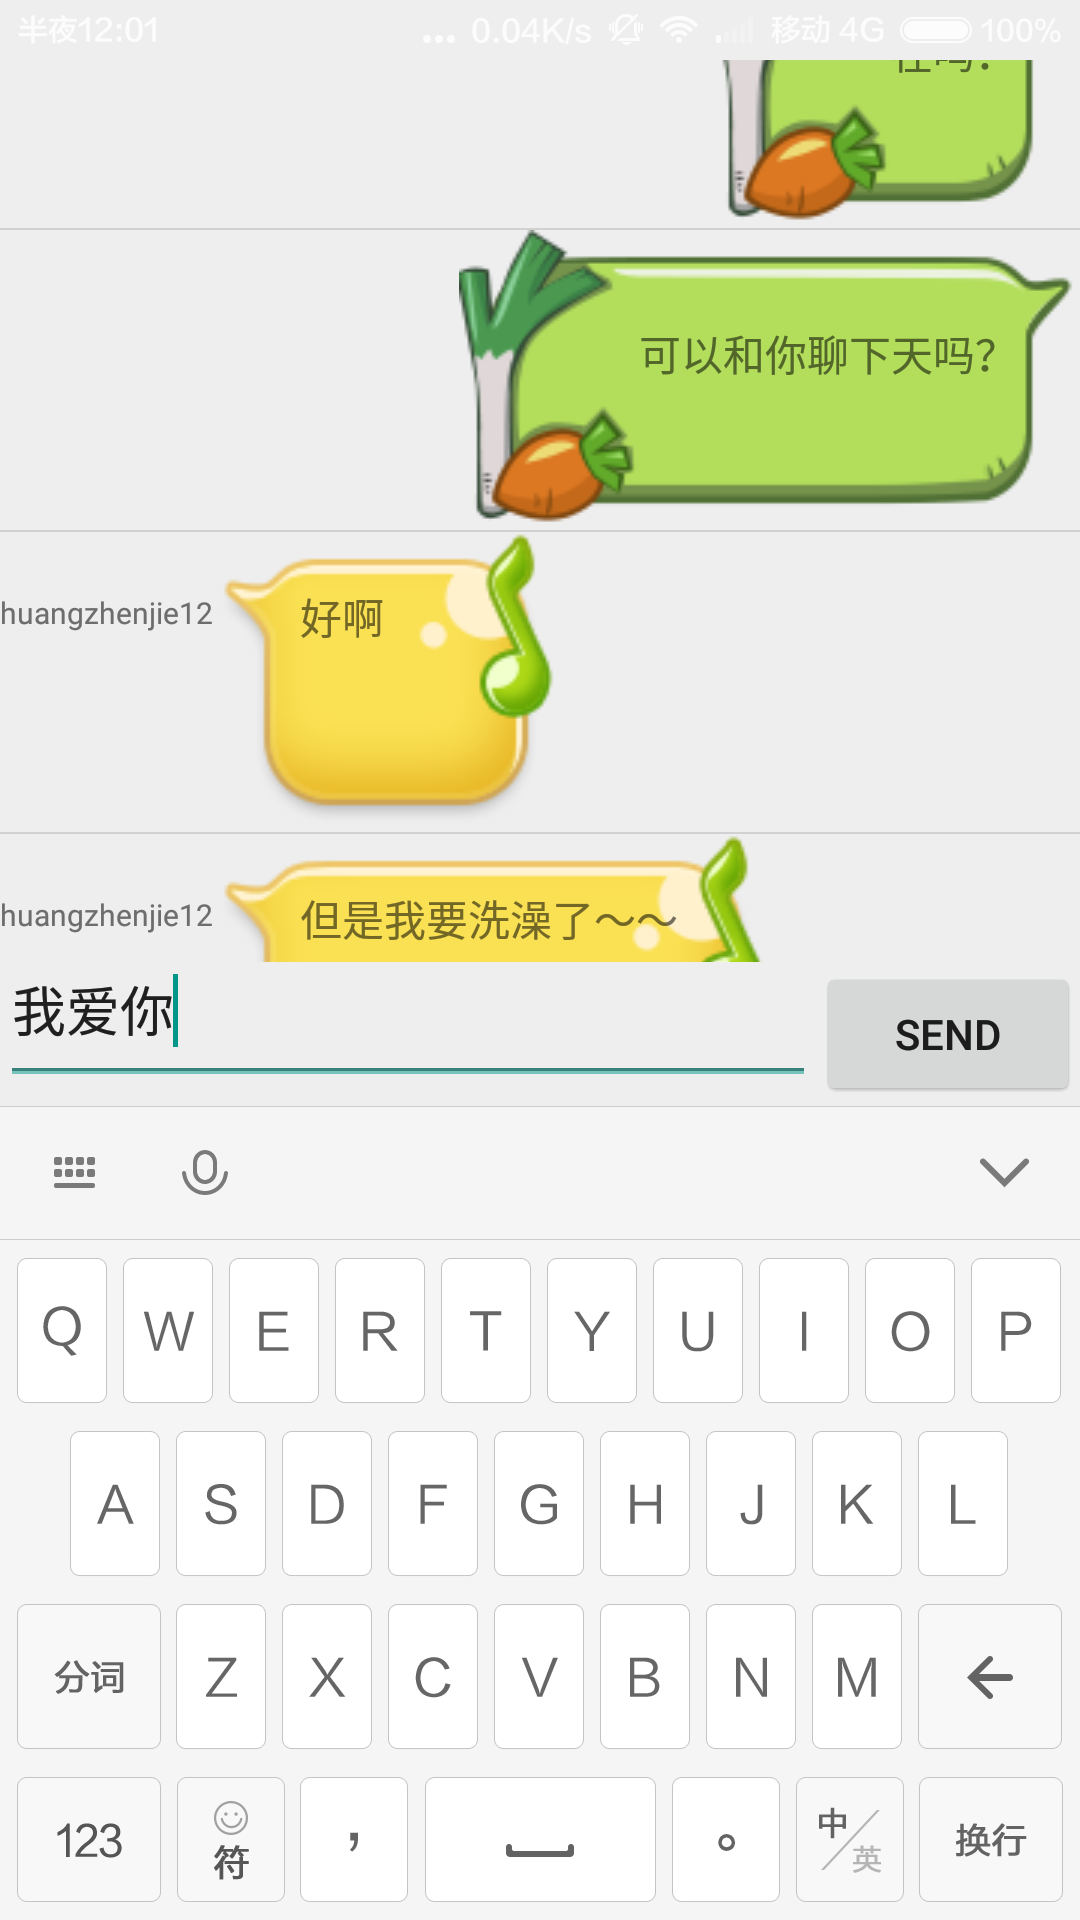 半夜12:01 ... 0.04K/s 移动 4G 100%
可以和你聊下天吗?
huangzhenjie12 好啊
huangzhenjie12 但是我要洗澡了～～
我爱你 SEND
Q W E R T Y U I O P
A S D F G H J K L
分词 Z X C V B N M
123 符 ， 。 中/英 换行